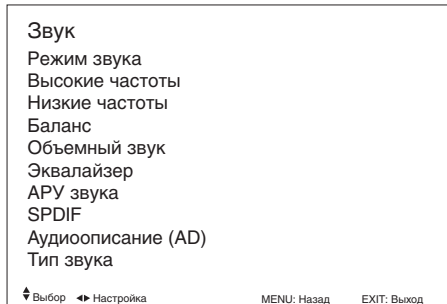 Звук
Режим звука
Высокие частоты
Низкие частоты
Баланс
Объемный звук
Эквалайзер
АРУ звука
SPDIF
Аудиоописание (AD)
Тип звука
Выбор Настройка MENU: Назад EXIT: Выход